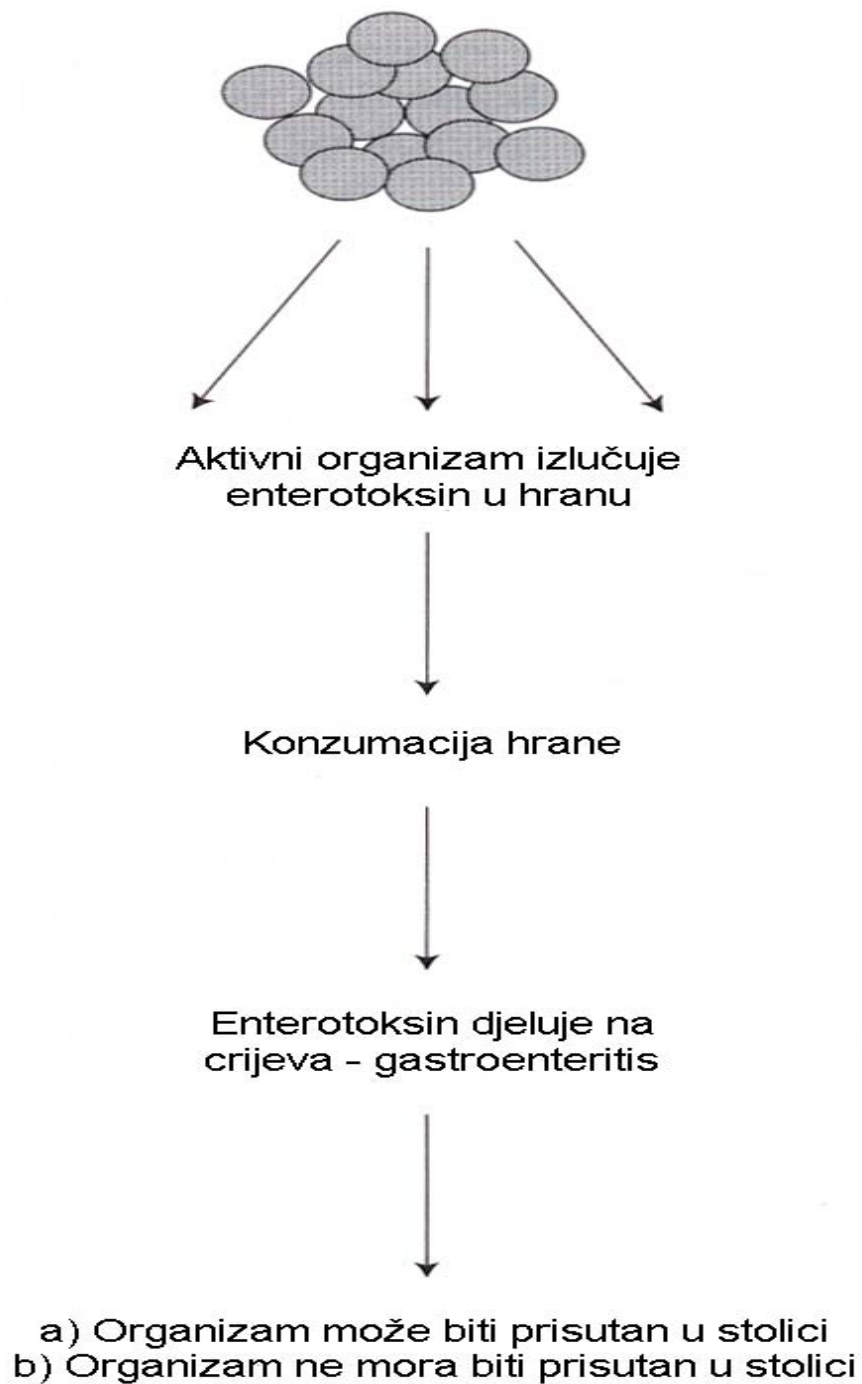 Aktivni organizam izlučuje
enterotoksin u hranu
Konzumacija hrane
Enterotoksin djeluje na
crijeva - gastroenteritis
a) Organizam može biti prisutan u stolici
b) Organizam ne mora biti prisutan u stolici